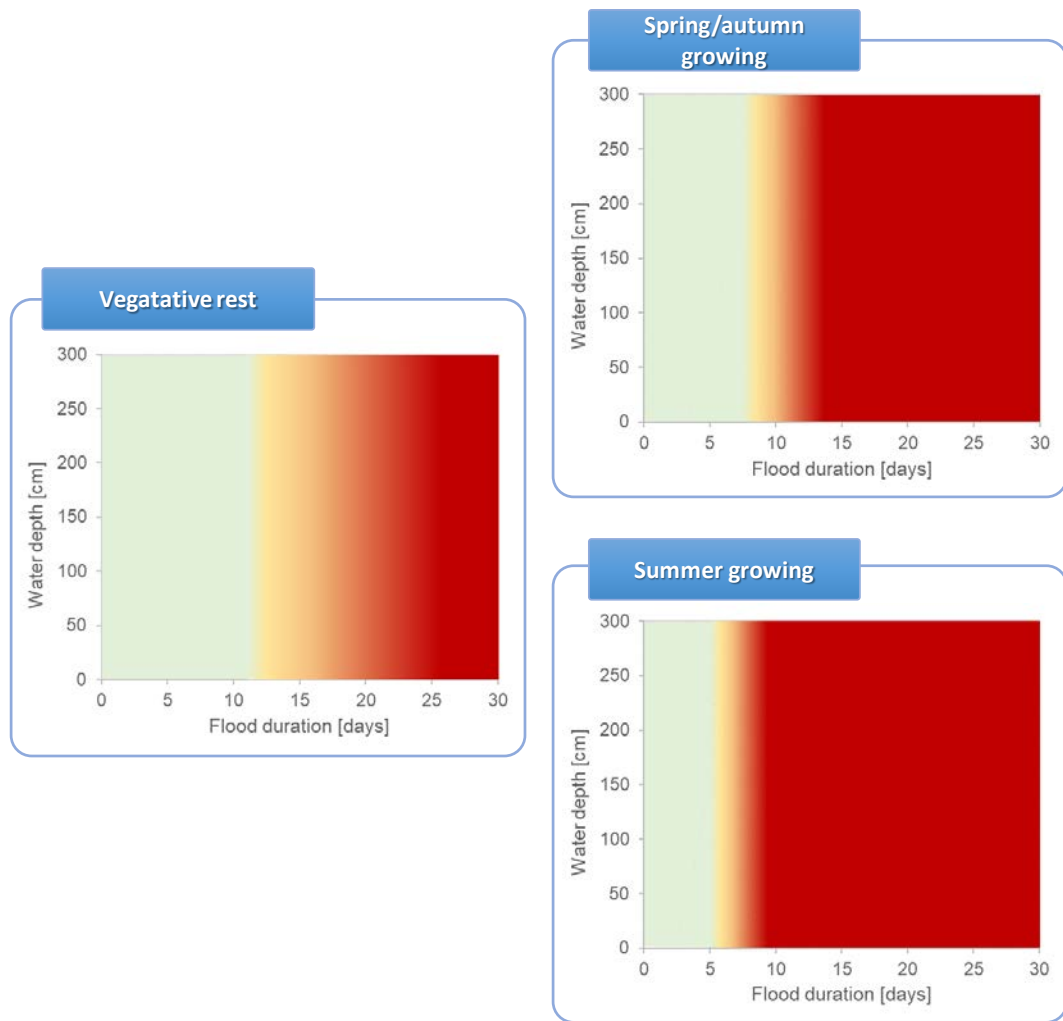 Spring/autumn
growing
300
250
200
150
100
50
0
Water depth [cm]
0 5 10 15 20 25 30
Flood duration [days]
Vegatative rest
300
250
200
150
100
50
0
Water depth [cm]
0 5 10 15 20 25 30
Flood duration [days]
Summer growing
300
250
200
150
100
50
0
Water depth [cm]
0 5 10 15 20 25 30
Flood duration [days]